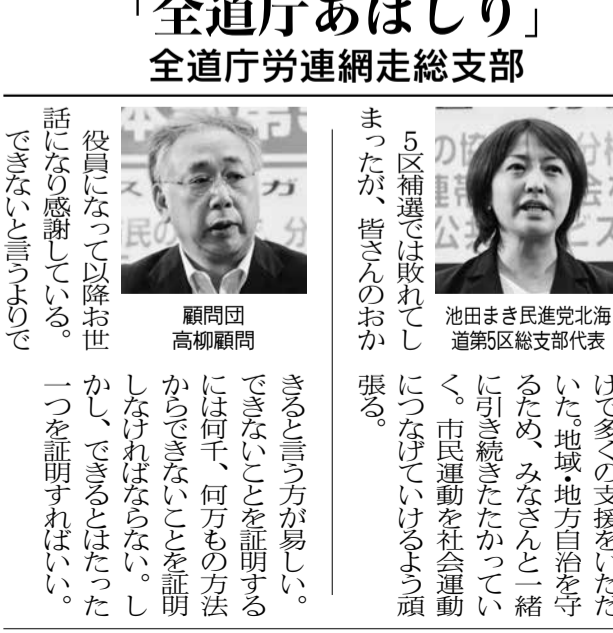 「全道庁あばしり」
全道庁労連網走総支部
池田まき民進党北海
道第5区総支部代表
5区補選では敗れてし
まったが、皆さんのおか
げで多くの支援をいただ
いた。地域・地方自治を守
るため、みなさんと一緒
に引き続きたたかってい
く。市民運動を社会運動
につなげていけるよう頑
張る。
顧問団
高柳顧問
役員になって以降お世
話になり感謝している。
できないと言うよりで
きると言う方が易しい。
できないことを証明する
には何千、何万もの方法
からできないことを証明
しなければならない。し
かし、できるとはたった
一つを証明すればいい。